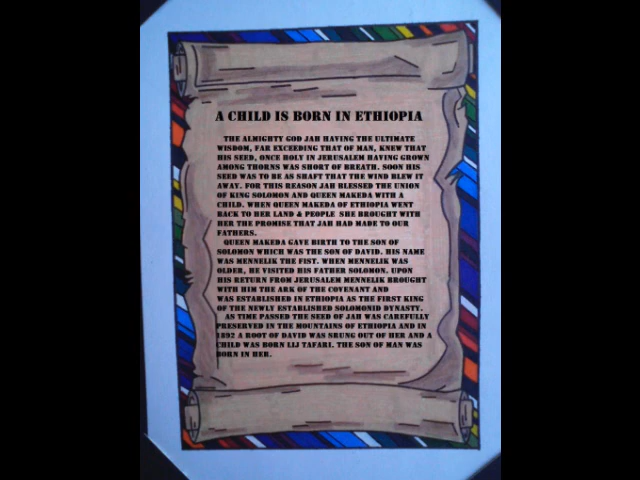 A CHILD IS BORN IN ETHIOPIA
THE ALMIGHTY GOD JAH HAVING THE ULTIMATE
WISDOM, FAR EXCEEDING THAT OF MAN, KNEW THAT
HIS SEED, ONCE HOLY IN JERUSALEM HAVING GROWN
AMONG THORNS WAS SHORT OF BREATH. SOON HIS
SEED WAS TO BE AS SHAFT THAT THE WIND BLEW IT
AWAY. FOR THIS REASON JAH BLESSED THE UNION
OF KING SOLOMON AND QUEEN MAKEDA WITH A
CHILD. WHEN QUEEN MAKEDA OF ETHIOPIA WENT
BACK TO HER LAND & PEOPLE SHE BROUGHT WITH
HER THE PROMISE THAT JAH HAD MADE TO OUR
FATHERS.
QUEEN MAKEDA GAVE BIRTH TO THE SON OF
SOLOMON WHICH WAS THE SON OF DAVID. HIS NAME
WAS MENNELIK THE FIST. WHEN MENNELIK WAS
OLDER, HE VISITED HIS FATHER SOLOMON. UPON
HIS RETURN FROM JERUSALEM MENNELIK BROUGHT
WITH HIM THE ARK OF THE COVENANT AND
WAS ESTABLISHED IN ETHIOPIA AS THE FIRST KING
OF THE NEWLY ESTABLISHED SOLOMONID DYNASTY.
AS TIME PASSED THE SEED OF JAH WAS CAREFULLY
PRESERVED IN THE MOUNTAINS OF ETHIOPIA AND IN
1892 A ROOT OF DAVID WAS SRUNG OUT OF HER AND A
CHILD WAS BORN LIJ TAFARI. THE SON OF MAN WAS
BORN IN HER.